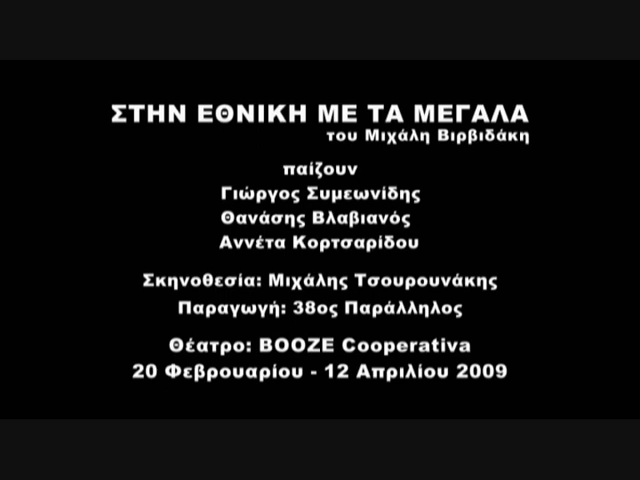 ΣΤΗΝ ΕΘΝΙΚΗ ΜΕ ΤΑ ΜΕΓΑΛΑ
του Μιχάλη Βιρβιδάκη
παίζουν
Γιώργος Συμεωνίδης
Θανάσης Βλαβιανός
Αννέτα Κορτσαρίδου
Σκηνοθεσία: Μιχάλης Τσουρουνάκης
Παραγωγή: 38ος Παράλληλος
Θέατρο: BOOZE Cooperativa
20 Φεβρουαρίου - 12 Απριλίου 2009